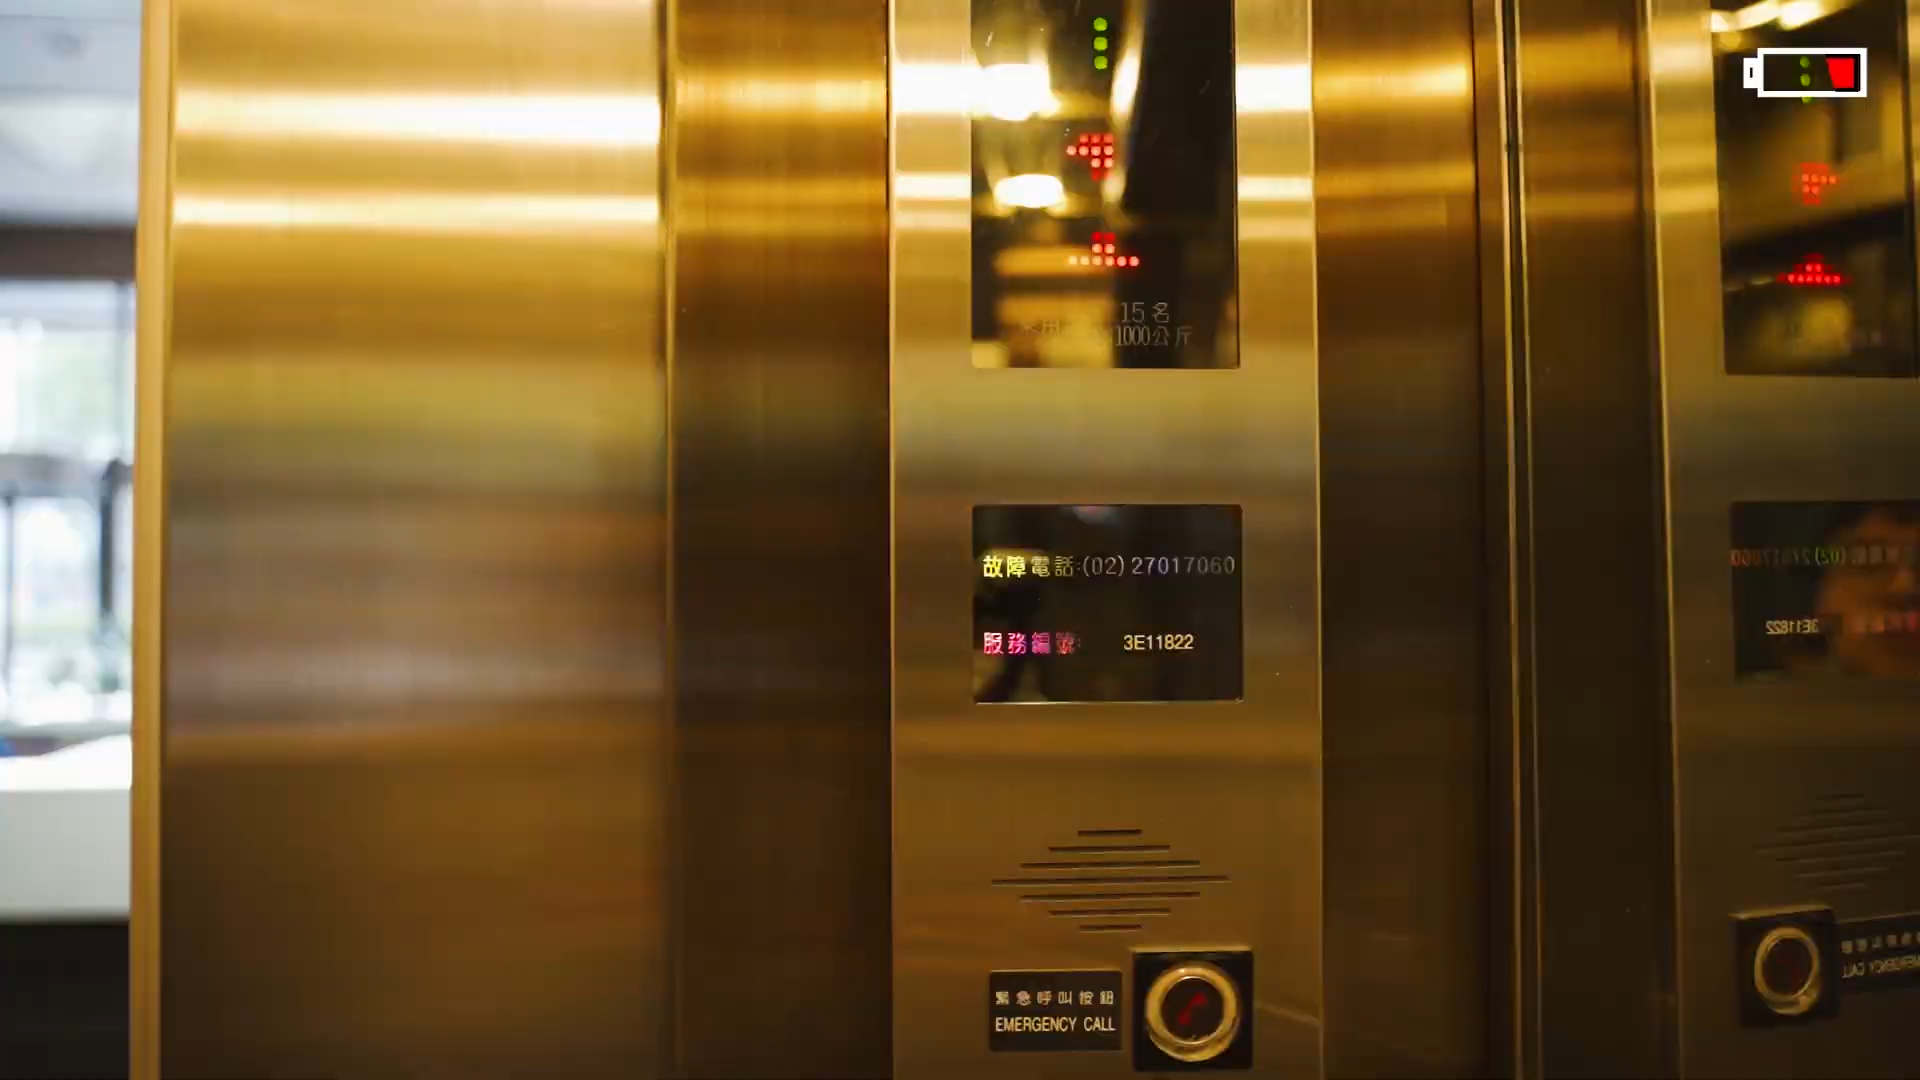 15名
1000公斤
故障電話:(02) 27017060
服務編號: 3E11822
緊急呼叫按鈕
EMERGENCY CALL